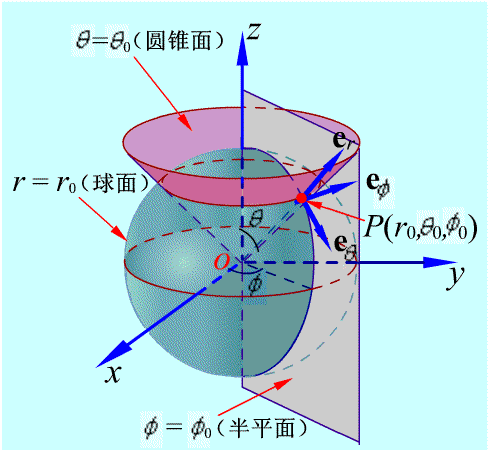 θ=θ₀(圆锥面)
z
e_r
r = r₀(球面)
e_ϕ
θ
P(r₀,θ₀,ϕ₀)
e_θ
o
y
ϕ
x
ϕ = ϕ₀(半平面)